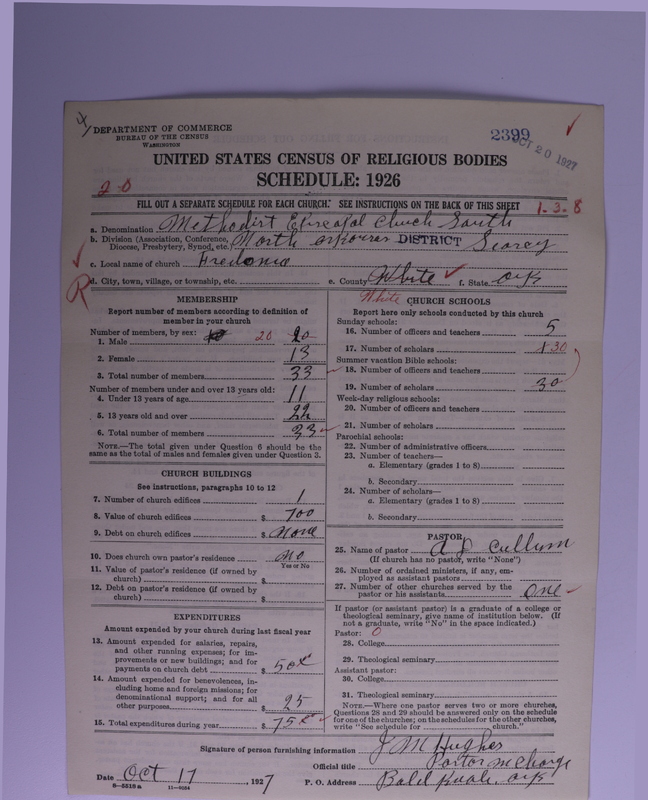 DEPARTMENT OF COMMERCE
BUREAU OF THE CENSUS
WASHINGTON
2399
OCT 20 1927
UNITED STATES CENSUS OF RELIGIOUS BODIES
SCHEDULE: 1926
2-0
FILL OUT A SEPARATE SCHEDULE FOR EACH CHURCH. SEE INSTRUCTIONS ON THE BACK OF THIS SHEET
1-3-8
a. Denomination Methodist Episcopal Church South
b. Division (Association, Conference, North Arkansas DISTRICT Searcy
Diocese, Presbytery, Synod, etc.)
c. Local name of church Fredonia
R
d. City, town, village, or township, etc. e. County White f. State Ark
White
MEMBERSHIP
Report number of members according to definition of
member in your church
Number of members, by sex:
1. Male 20 20
2. Female 13
3. Total number of members 33
Number of members under and over 13 years old:
4. Under 13 years of age 11
5. 13 years old and over 22
6. Total number of members 33
NOTE.—The total given under Question 6 should be the
same as the total of males and females given under Question 3.
CHURCH BUILDINGS
See instructions, paragraphs 10 to 12
7. Number of church edifices 1
8. Value of church edifices $ 700
9. Debt on church edifices $ None
10. Does church own pastor's residence No
Yes or No
11. Value of pastor's residence (if owned by
church) $
12. Debt on pastor's residence (if owned by
church) $
EXPENDITURES
Amount expended by your church during last fiscal year
13. Amount expended for salaries, repairs,
and other running expenses; for im-
provements or new buildings; and for
payments on church debt $ 50
14. Amount expended for benevolences, in-
cluding home and foreign missions; for
denominational support; and for all
other purposes $ 25
15. Total expenditures during year $ 75
CHURCH SCHOOLS
Report here only schools conducted by this church
Sunday schools:
16. Number of officers and teachers 5
17. Number of scholars 30
Summer vacation Bible schools:
18. Number of officers and teachers
19. Number of scholars 30
Week-day religious schools:
20. Number of officers and teachers
21. Number of scholars
Parochial schools:
22. Number of administrative officers
23. Number of teachers—
a. Elementary (grades 1 to 8)
b. Secondary
24. Number of scholars—
a. Elementary (grades 1 to 8)
b. Secondary
PASTOR
25. Name of pastor A J Cullum
(If church has no pastor, write "None")
26. Number of ordained ministers, if any, em-
ployed as assistant pastors
27. Number of other churches served by the
pastor or his assistants One
If pastor (or assistant pastor) is a graduate of a college or
theological seminary, give name of institution below. (If
not a graduate, write "No" in the space indicated.)
Pastor: 0
28. College
29. Theological seminary
Assistant pastor:
30. College
31. Theological seminary
NOTE.—Where one pastor serves two or more churches,
Questions 28 and 29 should be answered only on the schedule
for one of the churches; on the schedules for the other churches,
write "See schedule for church."
Signature of person furnishing information J M Hughes
Official title Pastor in Charge
Date Oct 17, 1927 P. O. Address Bald Knob, Ark
8-5518a 11-9024